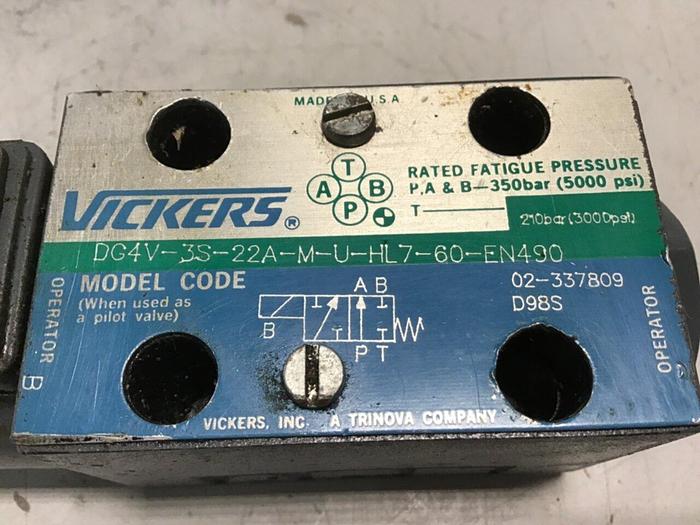 MADE U.S.A
VICKERS®
T
A B
P
RATED FATIGUE PRESSURE
P.A & B—350bar (5000 psi)
T— 210bar(3000psi)
DG4V-3S-22A-M-U-HL7-60-EN490
MODEL CODE
(When used as
a pilot valve)
02-337809
D98S
A B
B
P T
OPERATOR B
OPERATOR
VICKERS, INC. A TRINOVA COMPANY